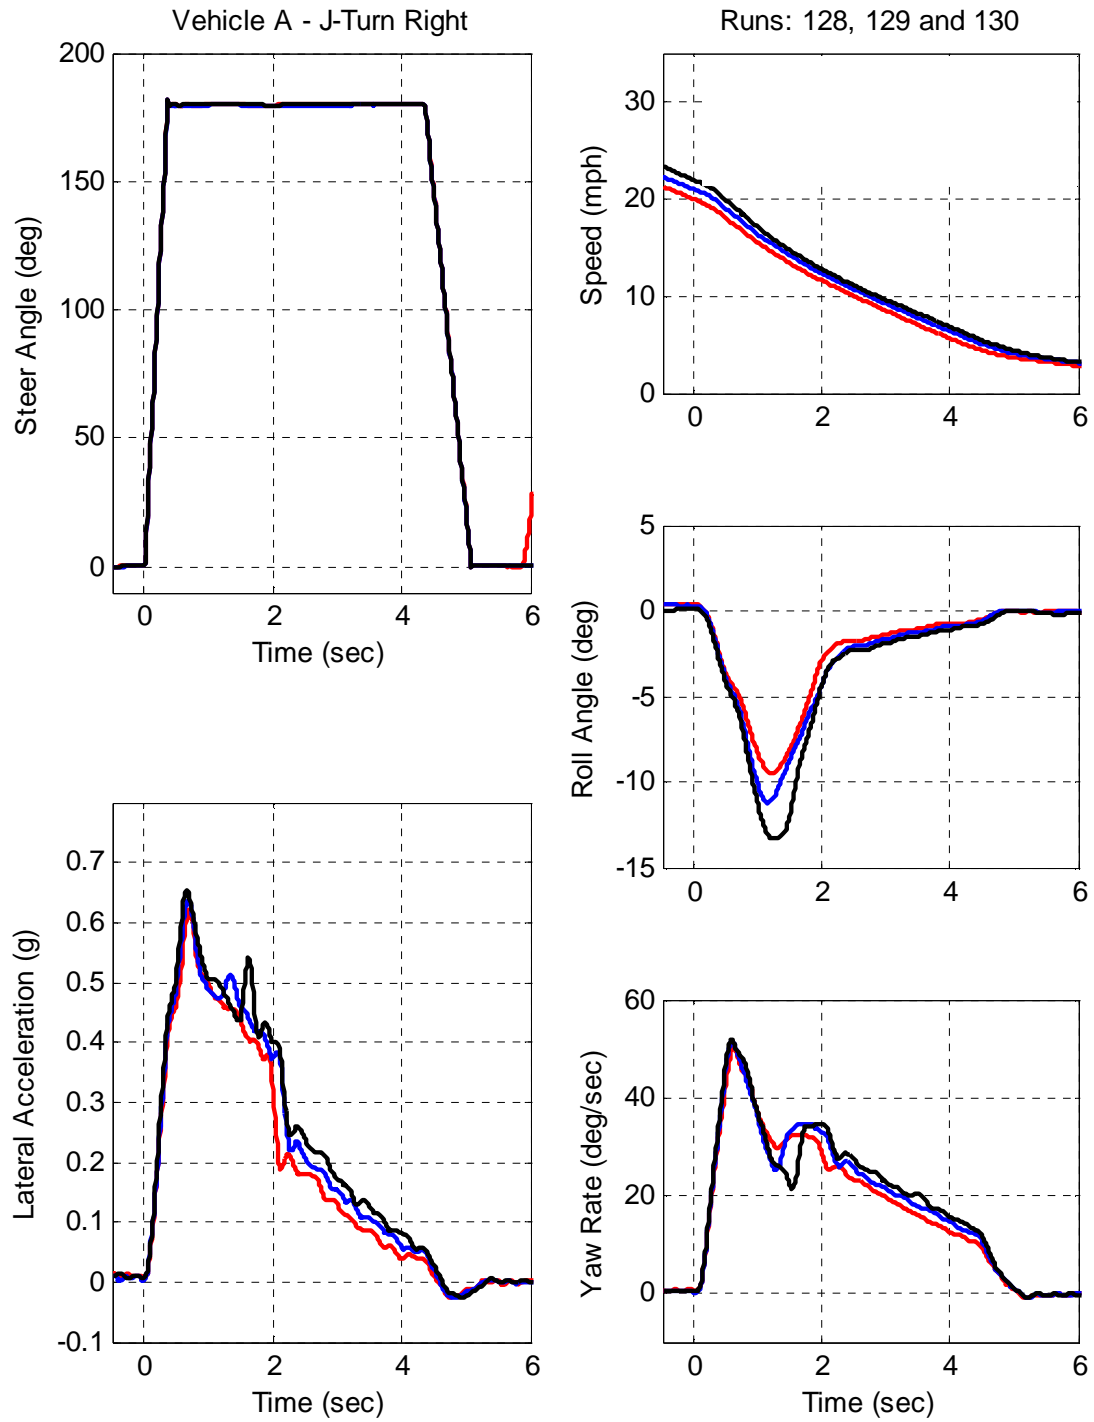 Vehicle A - J-Turn Right
Runs: 128, 129 and 130
200
150
100
50
0
Steer Angle (deg)
0 2 4 6
Time (sec)
30
20
10
0
Speed (mph)
0 2 4 6
5
0
-5
-10
-15
Roll Angle (deg)
0 2 4 6
0.7
0.6
0.5
0.4
0.3
0.2
0.1
0
-0.1
Lateral Acceleration (g)
0 2 4 6
Time (sec)
60
40
20
0
Yaw Rate (deg/sec)
0 2 4 6
Time (sec)